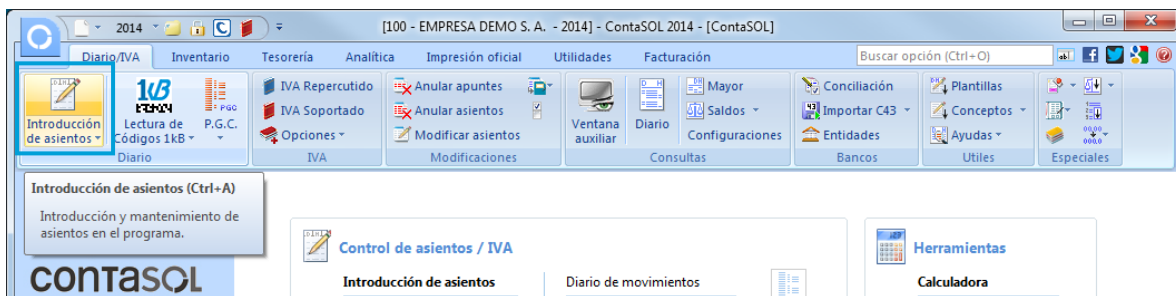 2014
[100 - EMPRESA DEMO S. A. - 2014] - ContaSOL 2014 - [ContaSOL]
Diario/IVA Inventario Tesorería Analítica Impresión oficial Utilidades Facturación Buscar opción (Ctrl+O)
Introducción de asientos
1kB
Lectura de Códigos 1kB
PGC
P.G.C.
Diario
IVA Repercutido
IVA Soportado
Opciones
IVA
Anular apuntes
Anular asientos
Modificar asientos
Modificaciones
Ventana auxiliar
Diario
Mayor
Saldos
Configuraciones
Consultas
Conciliación
Importar C43
Entidades
Bancos
Plantillas
Conceptos
Ayudas
Utiles
Especiales
Introducción de asientos (Ctrl+A)
Introducción y mantenimiento de
asientos en el programa.
contasol
Control de asientos / IVA
Introducción de asientos
Diario de movimientos
Herramientas
Calculadora